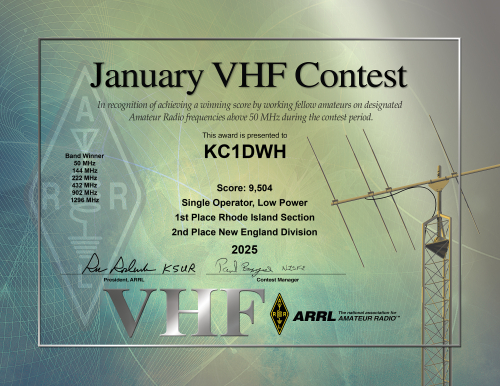 January VHF Contest
In recognition of achieving a winning score by working fellow amateurs on designated
Amateur Radio frequencies above 50 MHz during the contest period.
This award is presented to
KC1DWH
Band Winner
50 MHz
144 MHz
222 MHz
432 MHz
902 MHz
1296 MHz
Score: 9,504
Single Operator, Low Power
1st Place Rhode Island Section
2nd Place New England Division
2025
K5UR
President, ARRL
Contest Manager
VHF
ARRL The national association for
AMATEUR RADIO™
A
R R
L